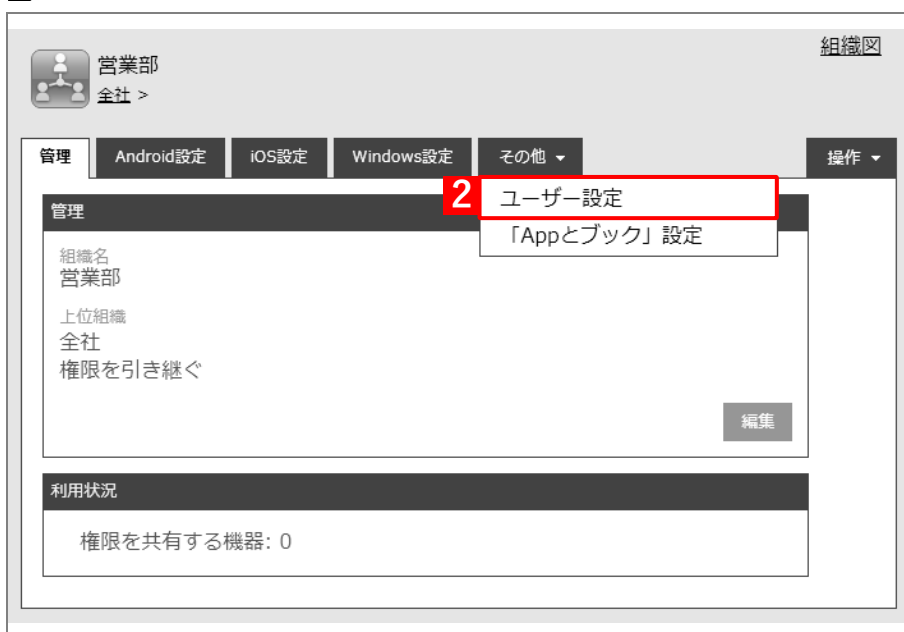 組織図
営業部
全社 >
管理 Android設定 iOS設定 Windows設定 その他 ▼ 操作 ▼
2 ユーザー設定
「Appとブック」設定
管理
組織名
営業部
上位組織
全社
権限を引き継ぐ
編集
利用状況
権限を共有する機器: 0